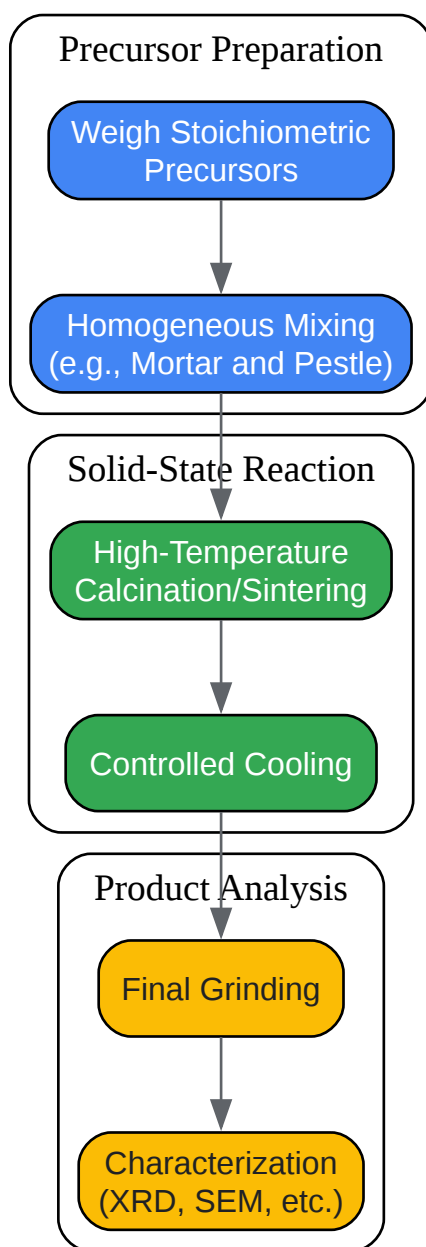 Precursor Preparation
Weigh Stoichiometric
Precursors
Homogeneous Mixing
(e.g., Mortar and Pestle)
Solid-State Reaction
High-Temperature
Calcination/Sintering
Controlled Cooling
Product Analysis
Final Grinding
Characterization
(XRD, SEM, etc.)